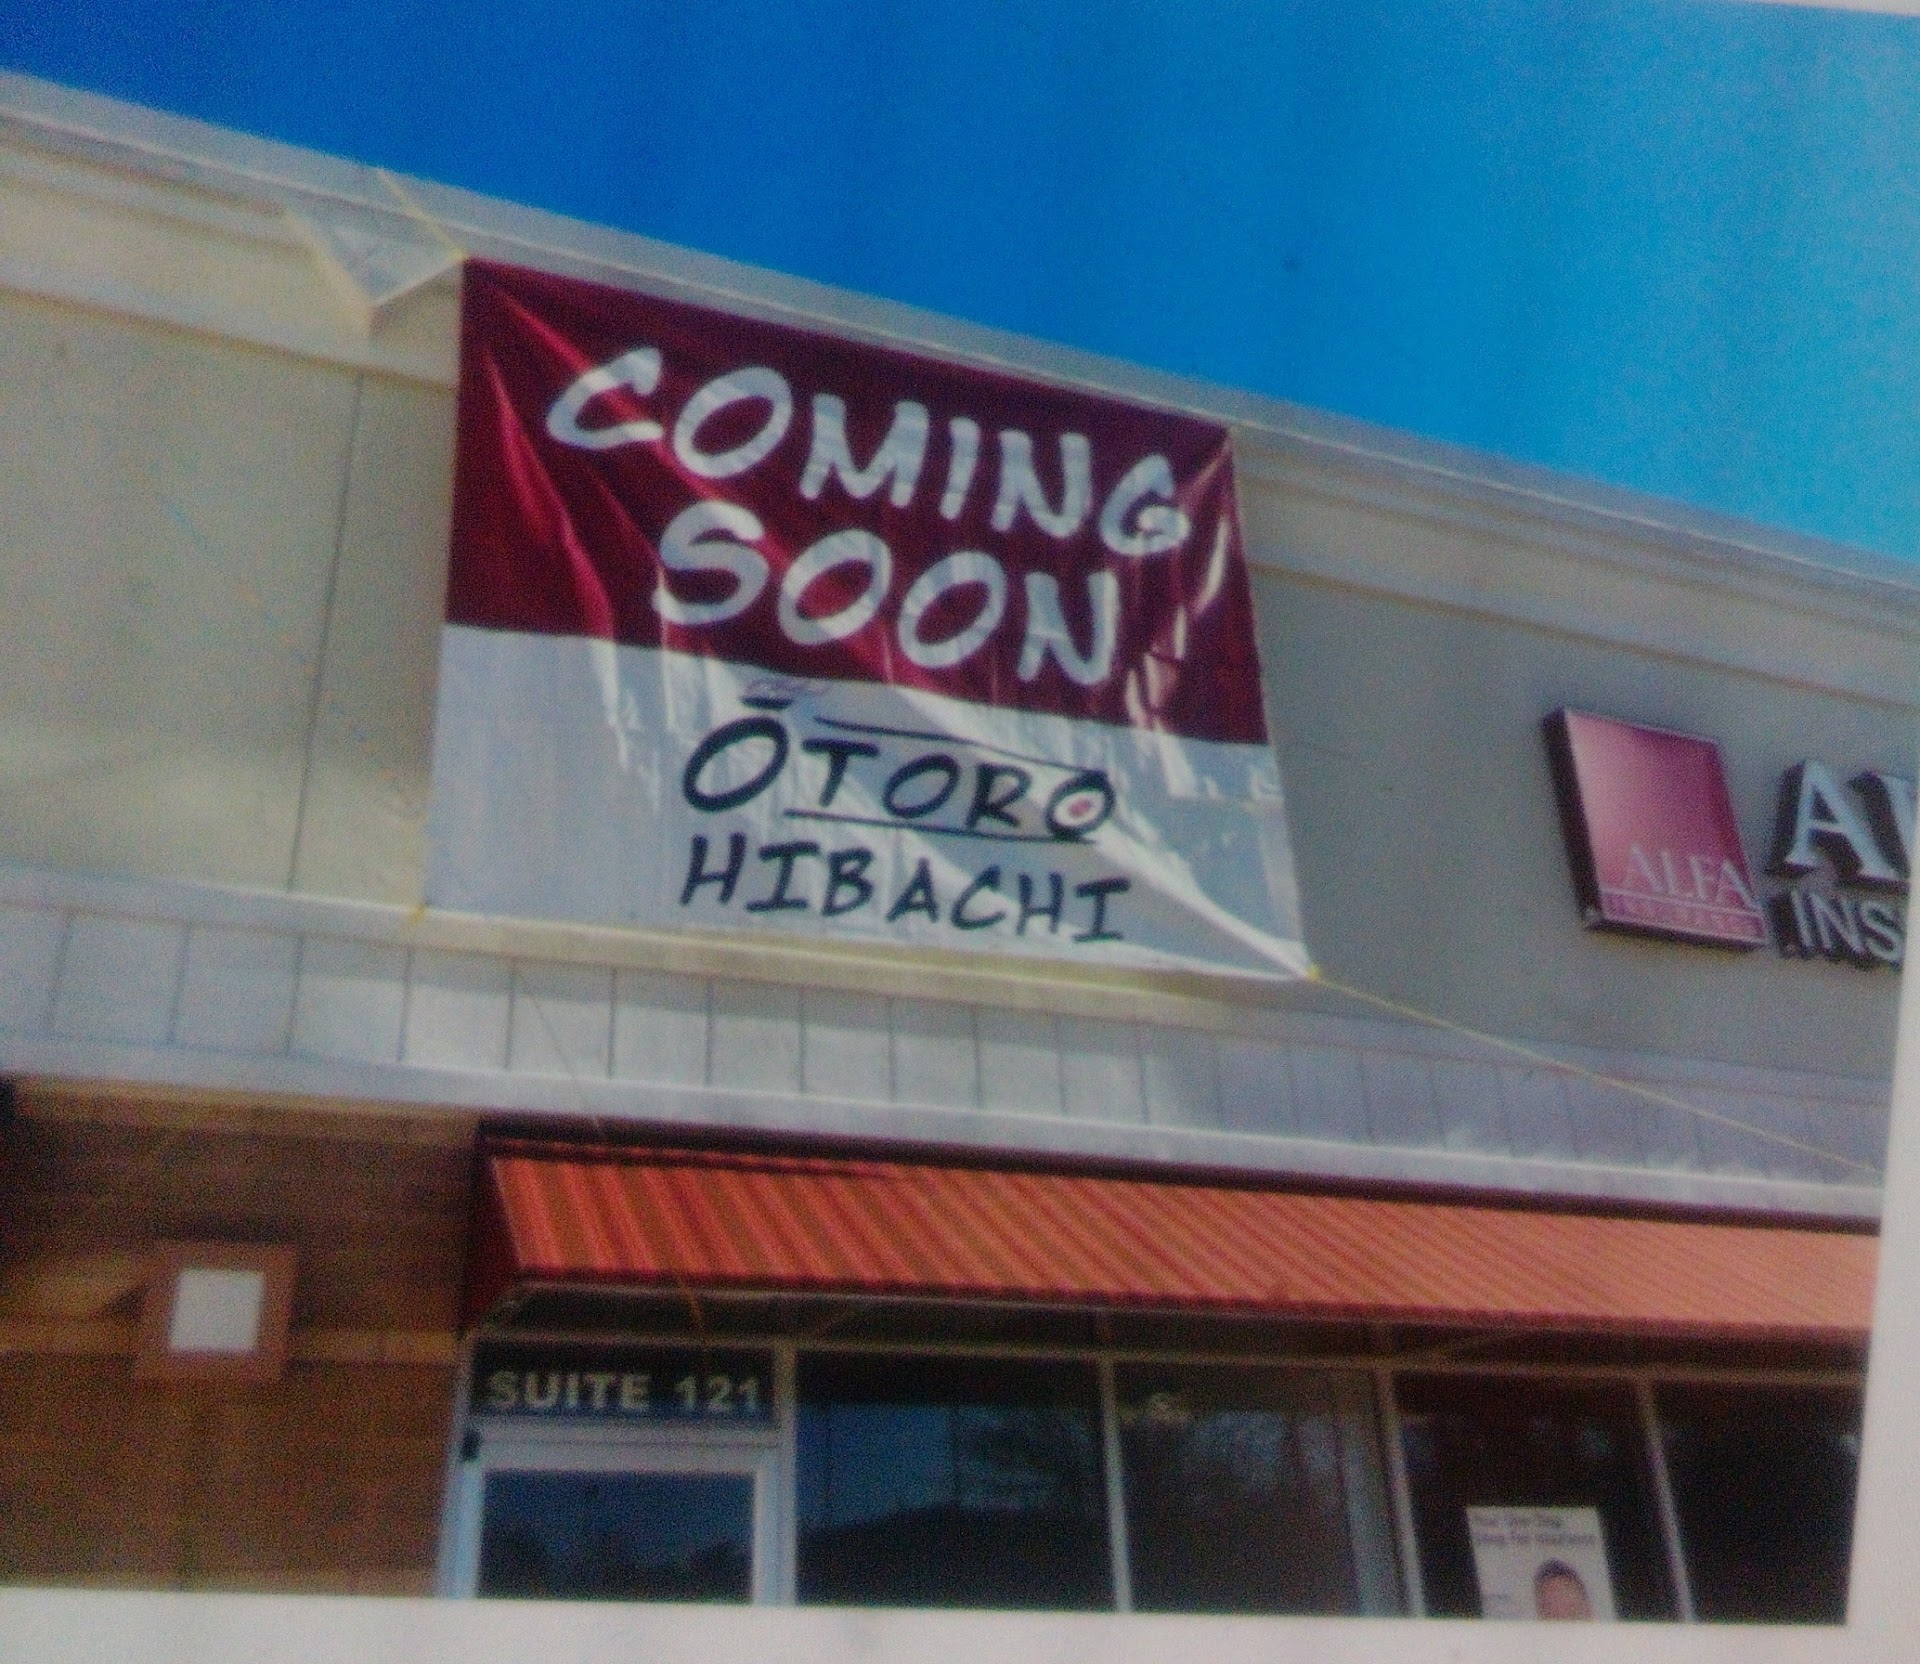 COMING
SOON
ŌTORO
HIBACHI
ALFA
INS
SUITE 121